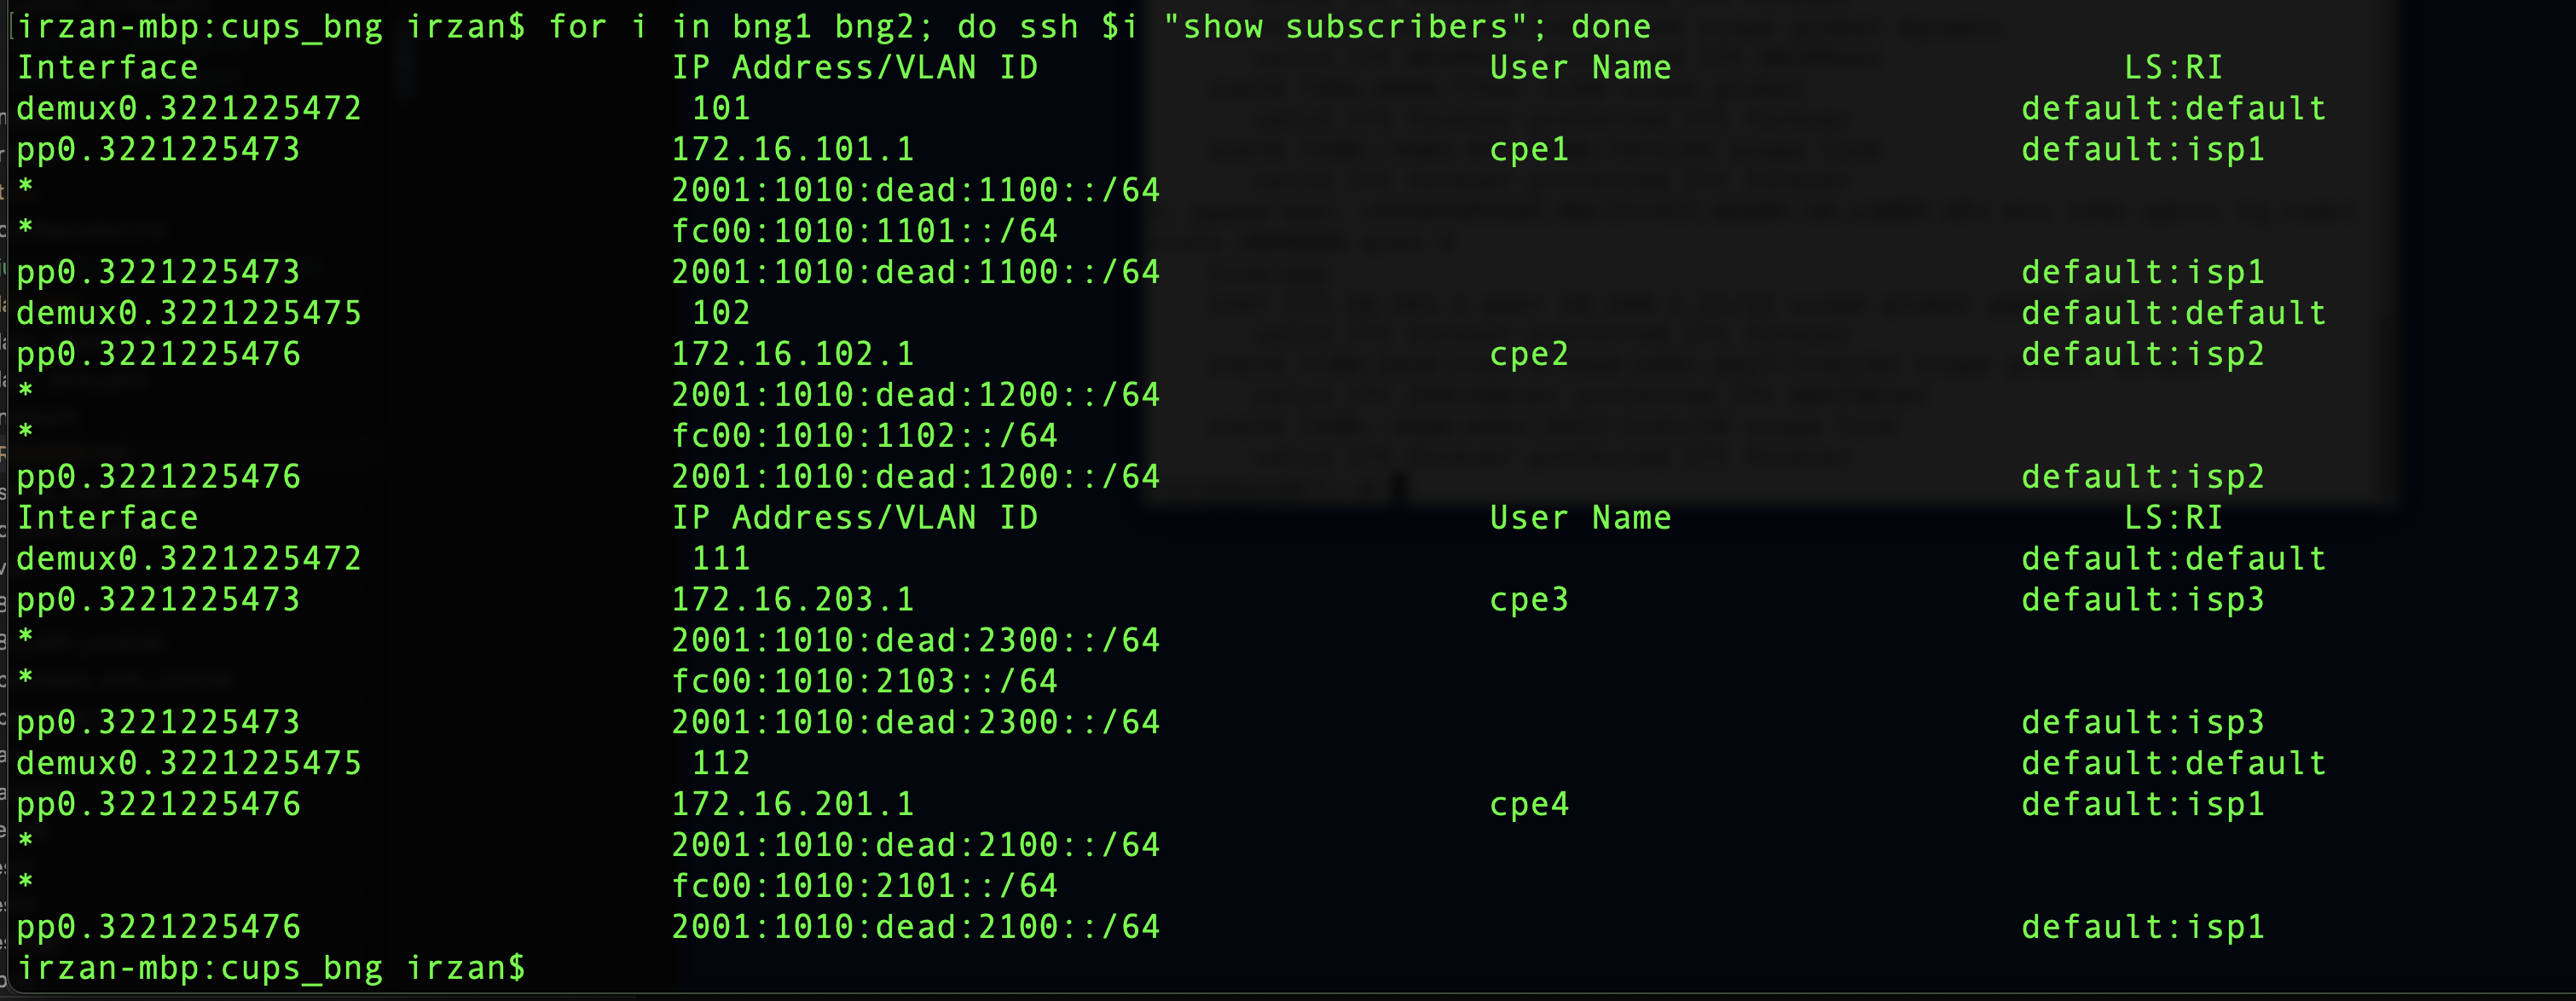 irzan-mbp:cups_bng irzan$ for i in bng1 bng2; do ssh $i "show subscribers"; done
Interface IP Address/VLAN ID User Name LS:RI
demux0.3221225472 101 default:default
pp0.3221225473 172.16.101.1 cpe1 default:isp1
* 2001:1010:dead:1100::/64
* fc00:1010:1101::/64
pp0.3221225473 2001:1010:dead:1100::/64 default:isp1
demux0.3221225475 102 default:default
pp0.3221225476 172.16.102.1 cpe2 default:isp2
* 2001:1010:dead:1200::/64
* fc00:1010:1102::/64
pp0.3221225476 2001:1010:dead:1200::/64 default:isp2
Interface IP Address/VLAN ID User Name LS:RI
demux0.3221225472 111 default:default
pp0.3221225473 172.16.203.1 cpe3 default:isp3
* 2001:1010:dead:2300::/64
* fc00:1010:2103::/64
pp0.3221225473 2001:1010:dead:2300::/64 default:isp3
demux0.3221225475 112 default:default
pp0.3221225476 172.16.201.1 cpe4 default:isp1
* 2001:1010:dead:2100::/64
* fc00:1010:2101::/64
pp0.3221225476 2001:1010:dead:2100::/64 default:isp1
irzan-mbp:cups_bng irzan$